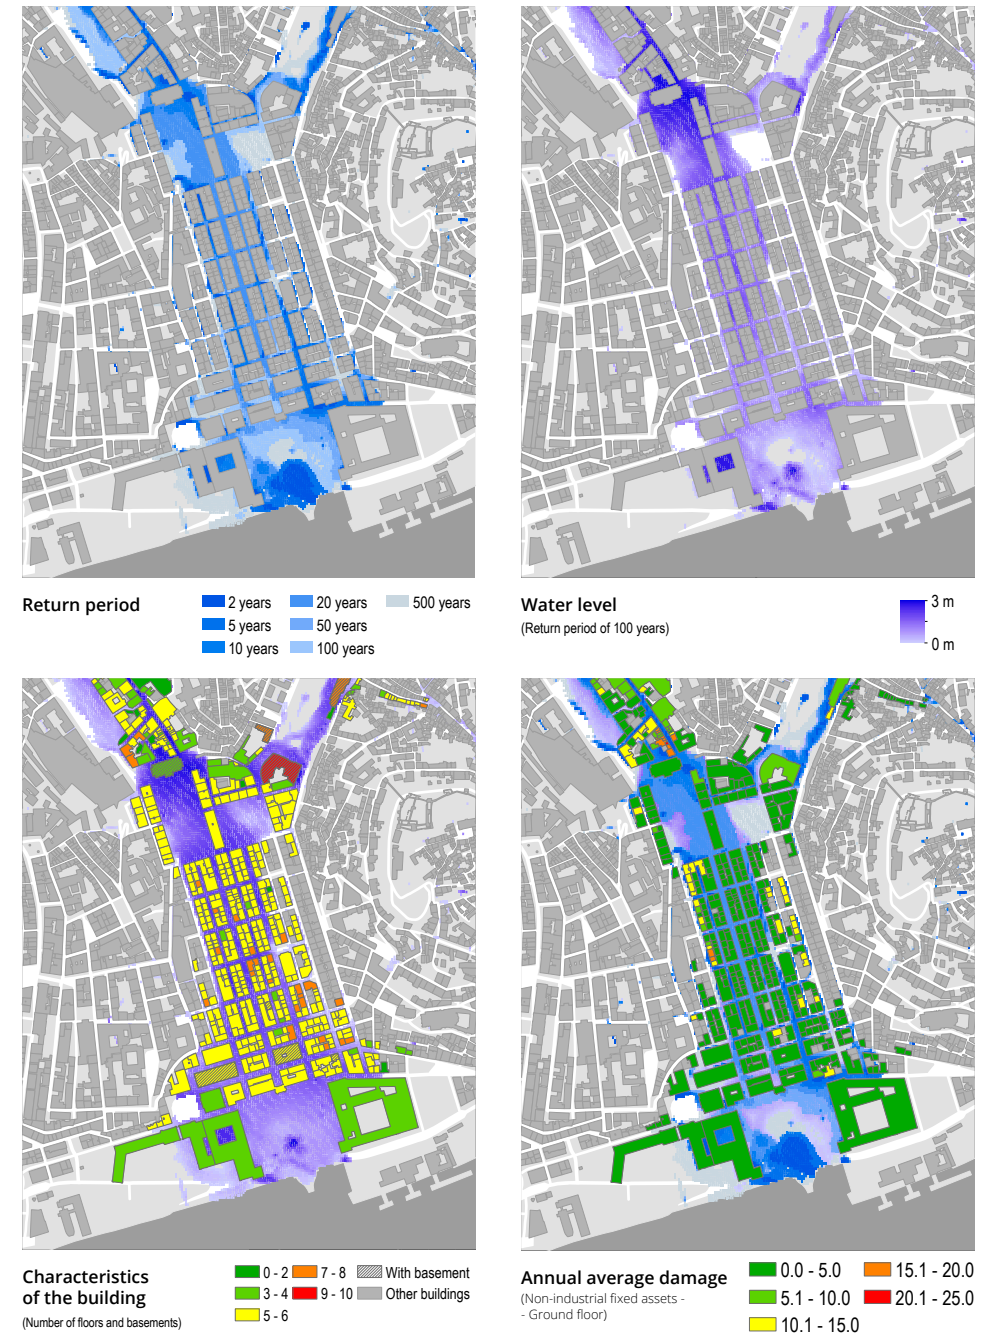 Return period
2 years
5 years
10 years
20 years
50 years
100 years
500 years
Water level
(Return period of 100 years)
3 m
0 m
Characteristics
of the building
(Number of floors and basements)
0 - 2
3 - 4
5 - 6
7 - 8
9 - 10
With basement
Other buildings
Annual average damage
(Non-industrial fixed assets -
- Ground floor)
0.0 - 5.0
5.1 - 10.0
10.1 - 15.0
15.1 - 20.0
20.1 - 25.0